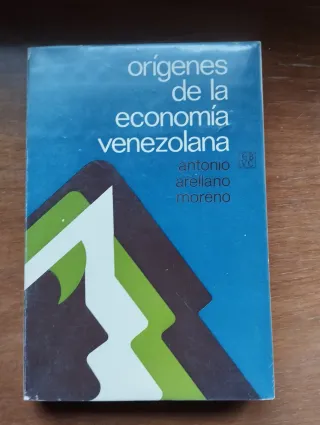 orígenes
de la
economía
venezolana
antonio
arellano
moreno